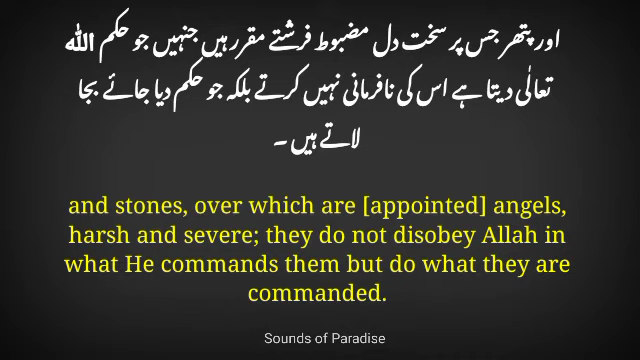 اور پتھر جس پر سخت دل مضبوط فرشتے مقرر ہیں جنہیں جو حکم اللہ
تعالٰی دیتا ہے اس کی نافرمانی نہیں کرتے بلکہ جو حکم دیا جائے بجا
لاتے ہیں ۔
and stones, over which are [appointed] angels,
harsh and severe; they do not disobey Allah in
what He commands them but do what they are
commanded.
Sounds of Paradise